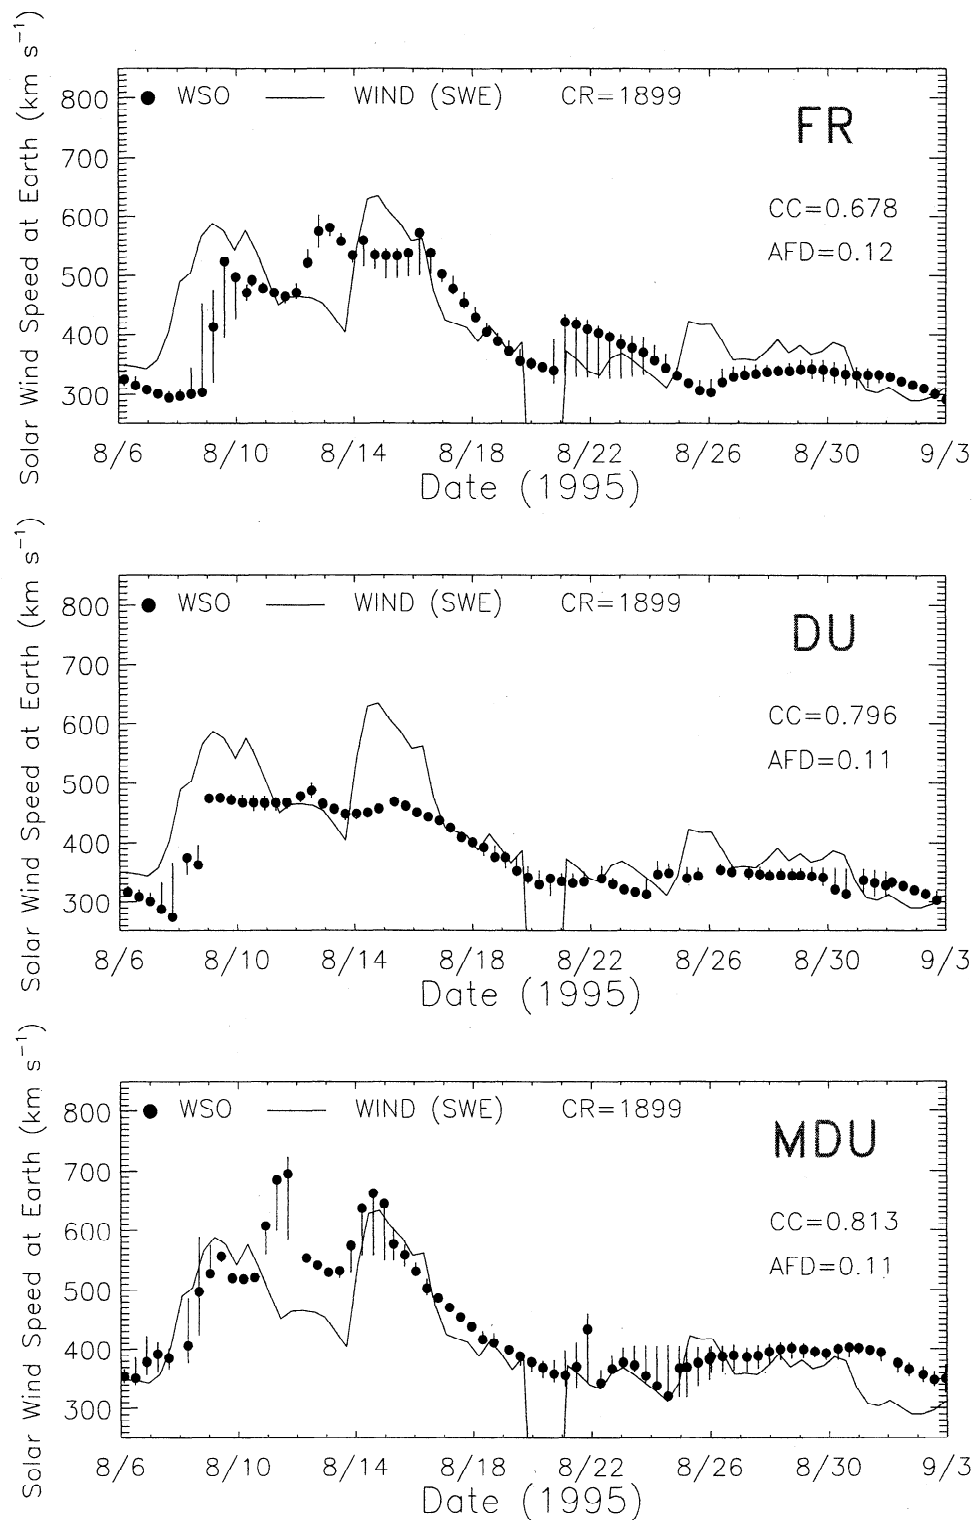 Solar Wind Speed at Earth (km s⁻¹)
WSO WIND (SWE) CR=1899
FR
CC=0.678
AFD=0.12
800
700
600
500
400
300
8/6 8/10 8/14 8/18 8/22 8/26 8/30 9/3
Date (1995)
Solar Wind Speed at Earth (km s⁻¹)
WSO WIND (SWE) CR=1899
DU
CC=0.796
AFD=0.11
800
700
600
500
400
300
8/6 8/10 8/14 8/18 8/22 8/26 8/30 9/3
Date (1995)
Solar Wind Speed at Earth (km s⁻¹)
WSO WIND (SWE) CR=1899
MDU
CC=0.813
AFD=0.11
800
700
600
500
400
300
8/6 8/10 8/14 8/18 8/22 8/26 8/30 9/3
Date (1995)